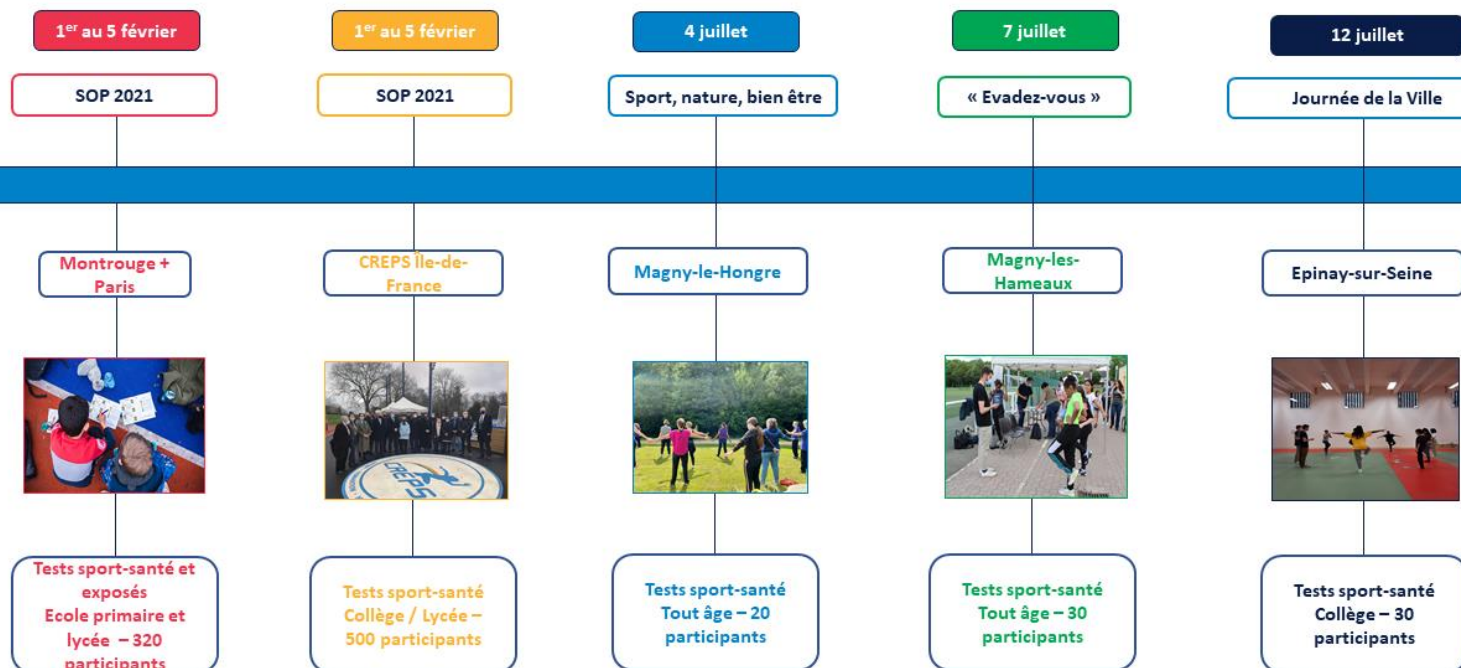 1er au 5 février
1er au 5 février
4 juillet
7 juillet
12 juillet
SOP 2021
SOP 2021
Sport, nature, bien être
« Evadez-vous »
Journée de la Ville
Montrouge +
Paris
CREPS Île-de-
France
Magny-le-Hongre
Magny-les-
Hameaux
Epinay-sur-Seine
CREPS
Tests sport-santé et
exposés
Ecole primaire et
lycée – 320
participants
Tests sport-santé
Collège / Lycée –
500 participants
Tests sport-santé
Tout âge – 20
participants
Tests sport-santé
Tout âge – 30
participants
Tests sport-santé
Collège – 30
participants